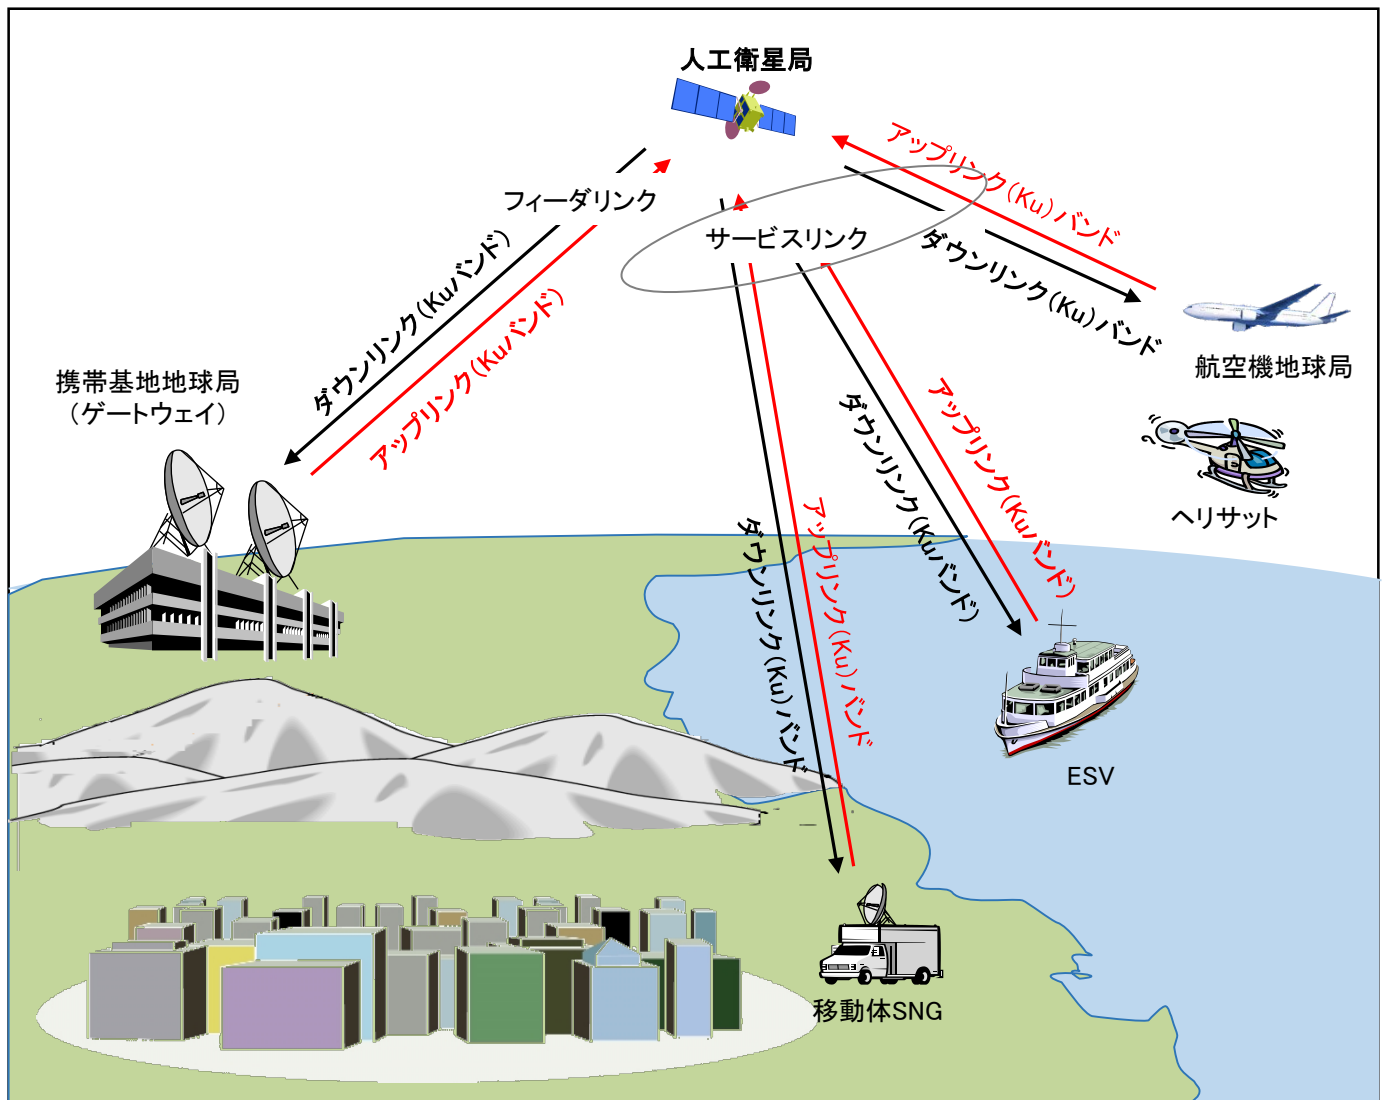 人工衛星局
アップリンク(Ku)バンド
フィーダリンク
サービスリンク
ダウンリンク(Ku)バンド
ダウンリンク(Kuバンド)
アップリンク(Kuバンド)
航空機地球局
携帯基地地球局
(ゲートウェイ)
ヘリサット
ダウンリンク(Kuバンド)
アップリンク(Kuバンド)
ダウンリンク(Ku)バンド
アップリンク(Ku)バンド
ESV
移動体SNG